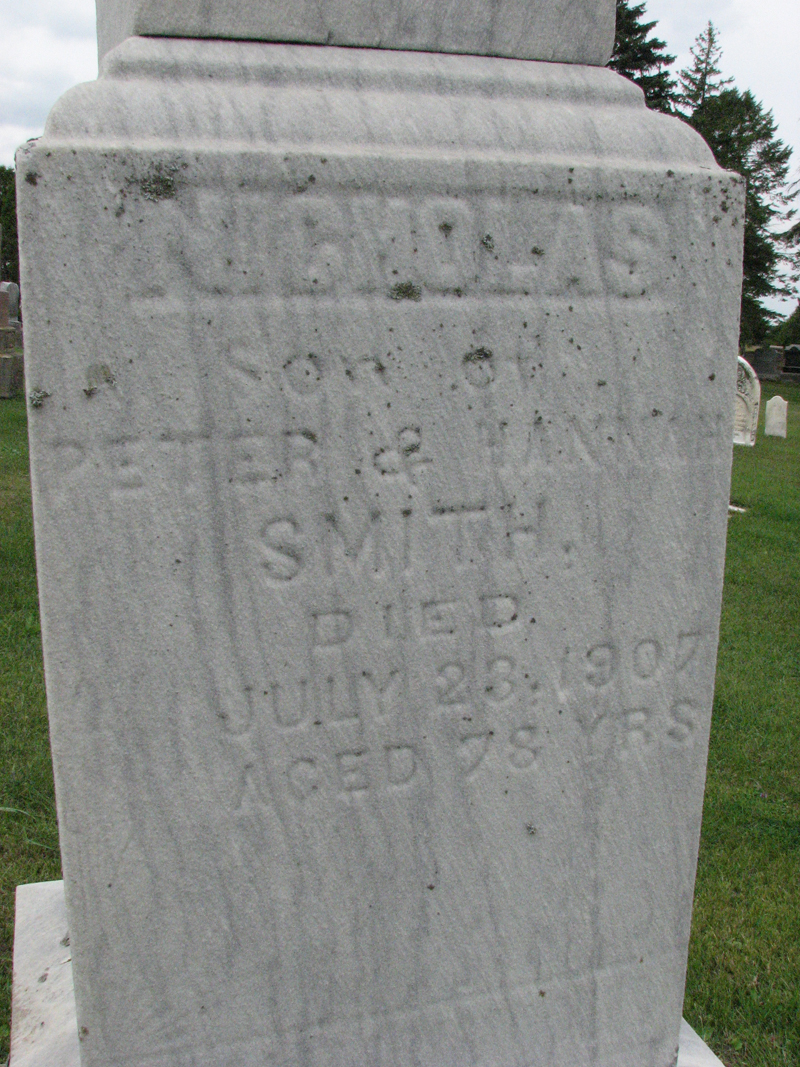 NICHOLAS
SON OF
PETER & HANNAH
SMITH.
DIED
JULY 23, 1907
AGED 78 YRS